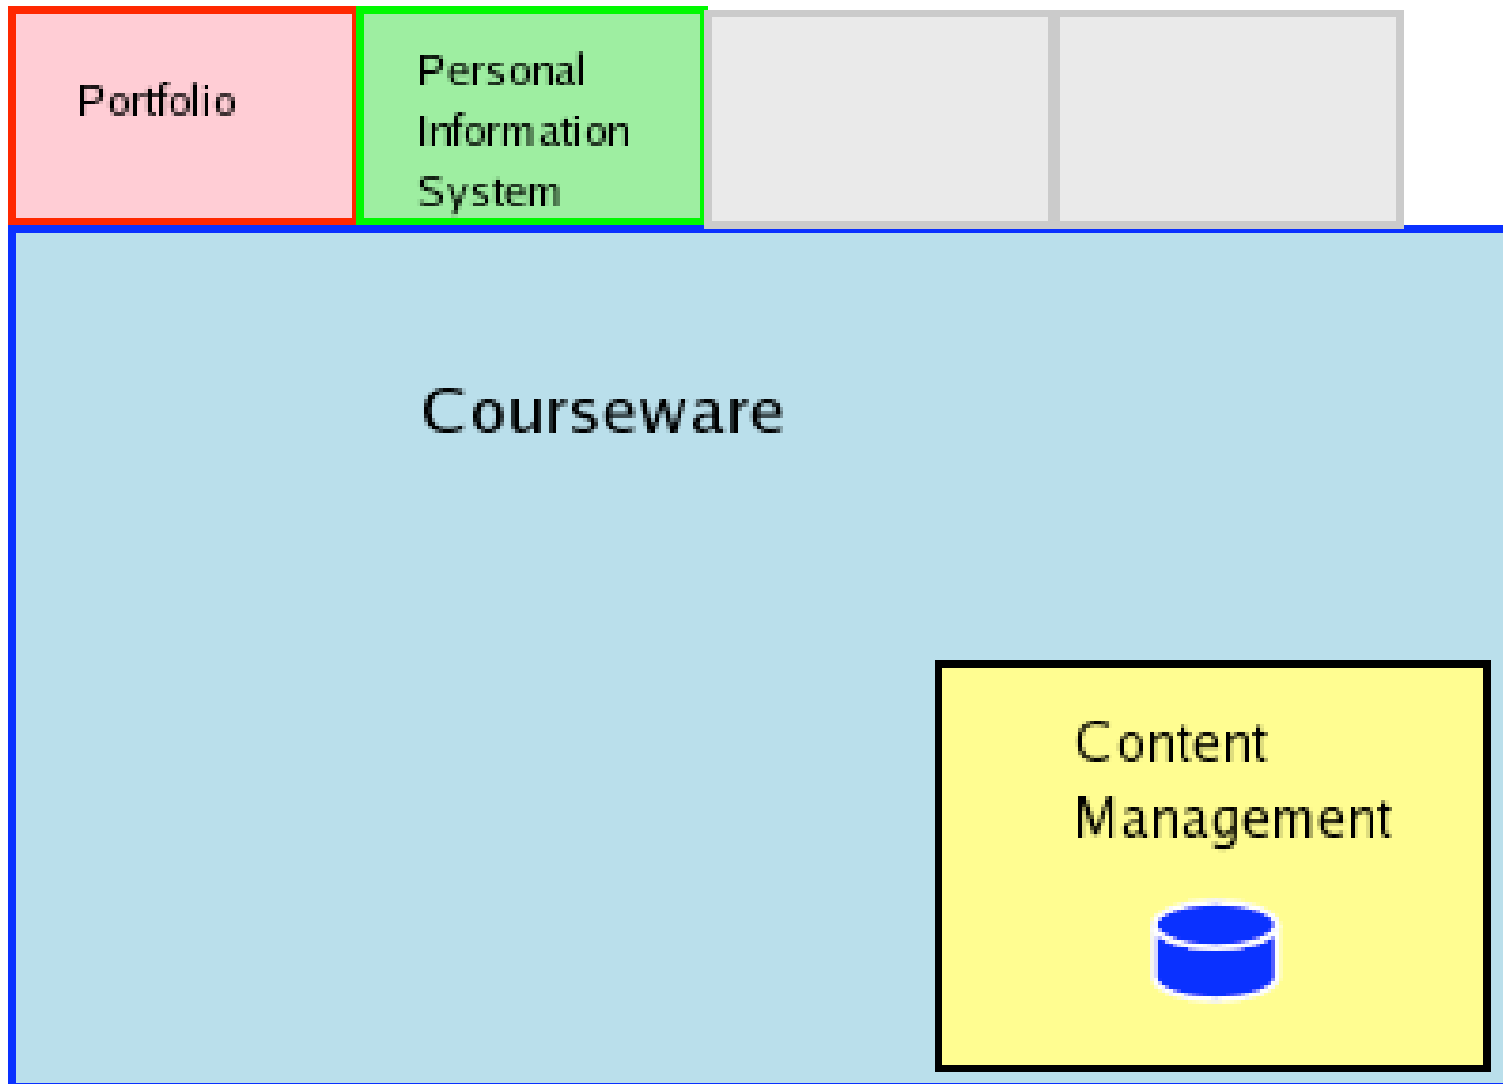 Portfolio
Personal
Information
System
Courseware
Content
Management